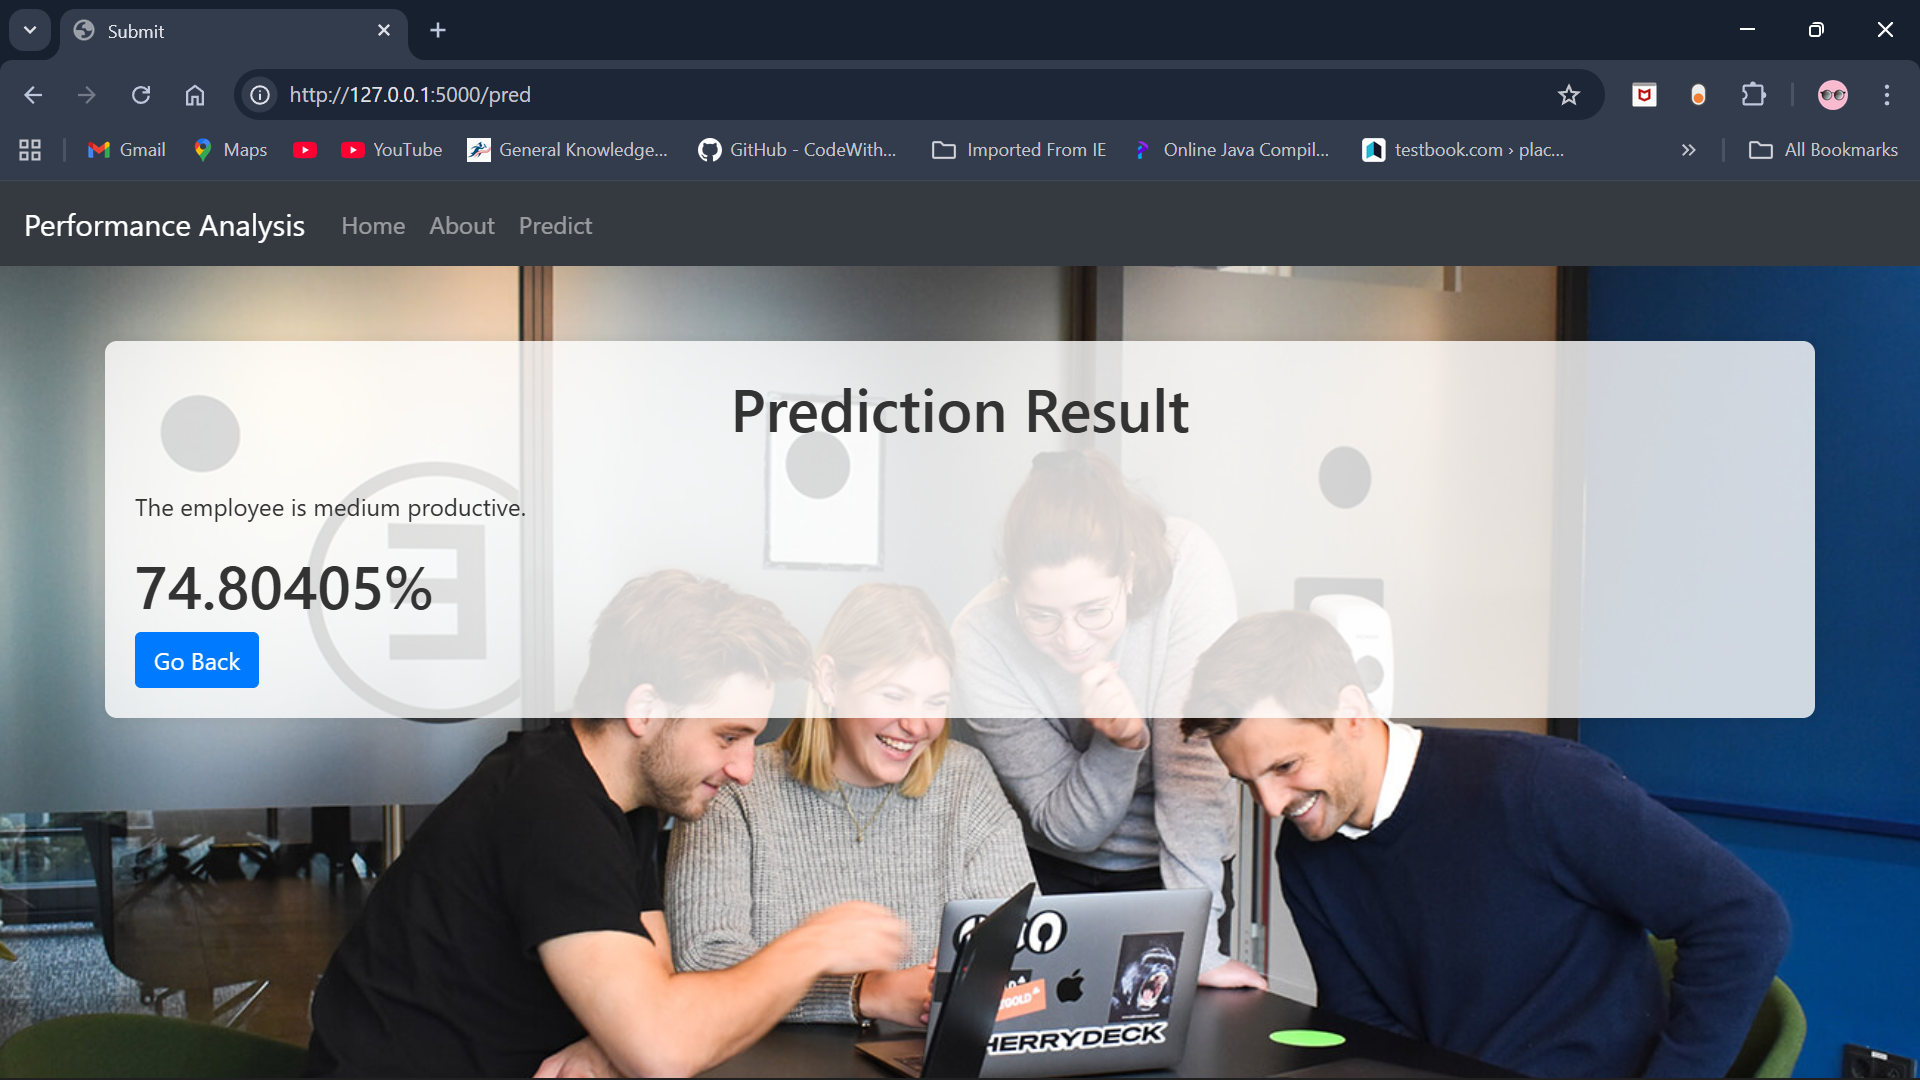 Submit
http://127.0.0.1:5000/pred
Gmail Maps YouTube General Knowledge... GitHub - CodeWith... Imported From IE Online Java Compil... testbook.com › plac... All Bookmarks
Performance Analysis Home About Predict
Prediction Result
The employee is medium productive.
74.80405%
Go Back
HERRYDECK